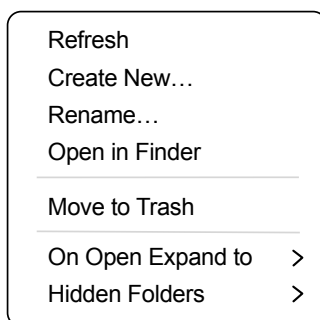 Refresh
Create New…
Rename…
Open in Finder
Move to Trash
On Open Expand to >
Hidden Folders >